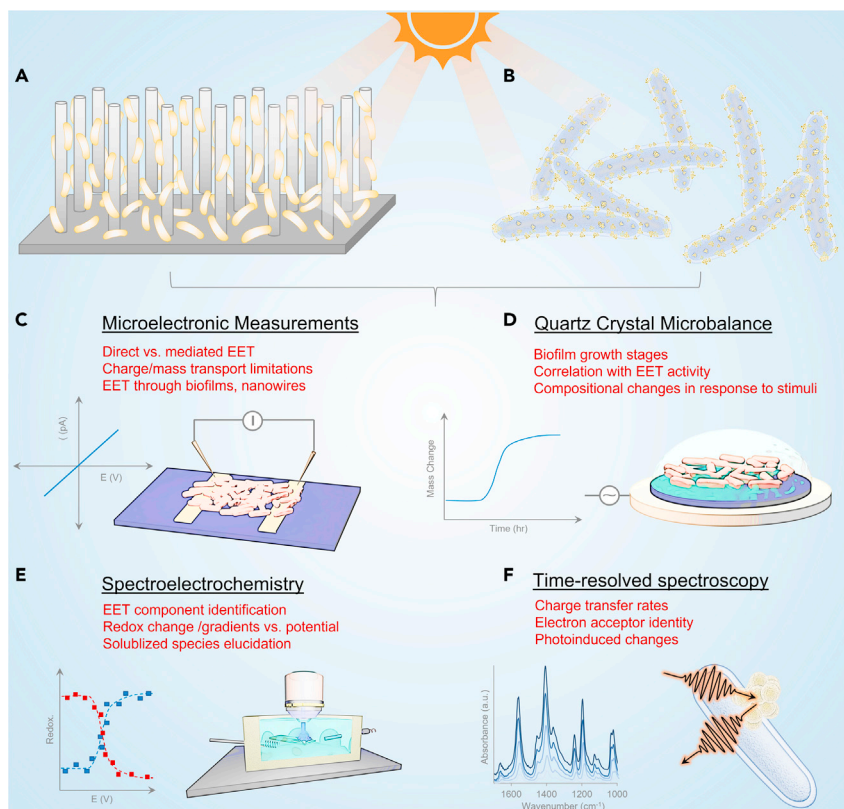 A
B
C
Microelectronic Measurements
Direct vs. mediated EET
Charge/mass transport limitations
EET through biofilms, nanowires
I (pA)
E (V)
I
D
Quartz Crystal Microbalance
Biofilm growth stages
Correlation with EET activity
Compositional changes in response to stimuli
Mass Change
Time (hr)
E
Spectroelectrochemistry
EET component identification
Redox change /gradients vs. potential
Solublized species elucidation
Redox.
E (V)
F
Time-resolved spectroscopy
Charge transfer rates
Electron acceptor identity
Photoinduced changes
Absorbance (a.u.)
1600
1400
1200
1000
Wavenumber (cm⁻¹)